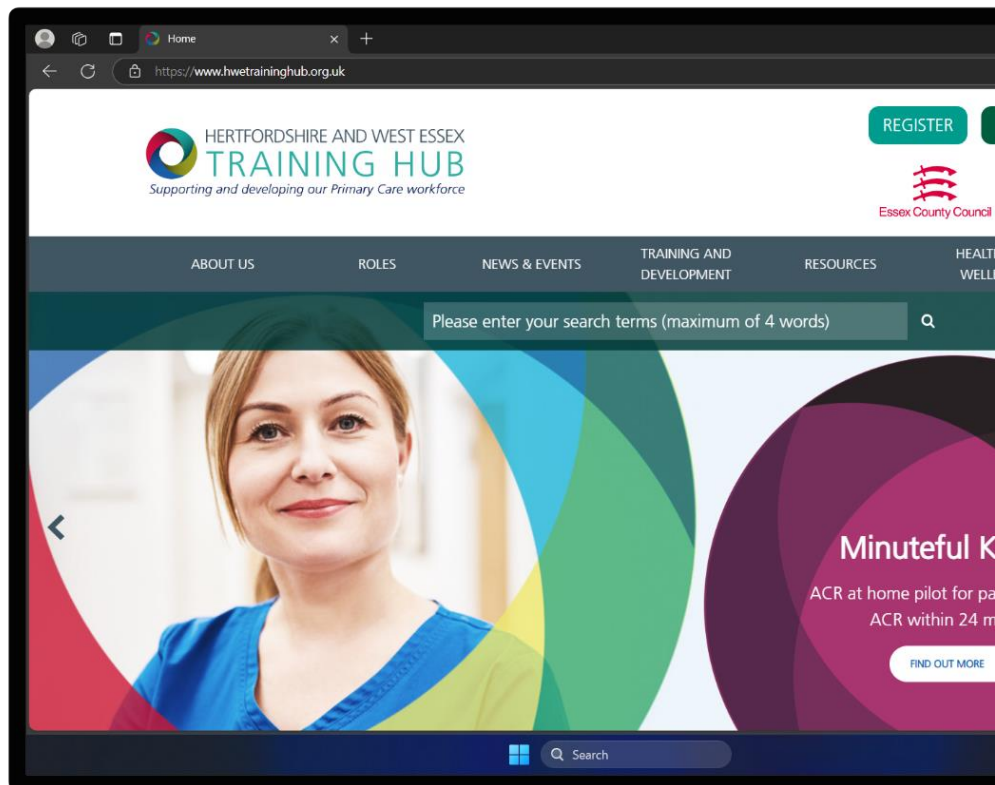 Home
https://www.hwetraininghub.org.uk
HERTFORDSHIRE AND WEST ESSEX
TRAINING HUB
Supporting and developing our Primary Care workforce
REGISTER
Essex County Council
ABOUT US
ROLES
NEWS & EVENTS
TRAINING AND
DEVELOPMENT
RESOURCES
Please enter your search terms (maximum of 4 words)
Minuteful
ACR at home pilot for
ACR within 24
FIND OUT MORE
Search